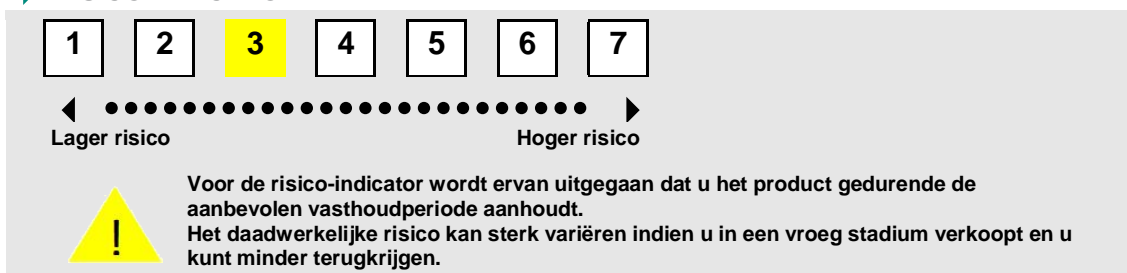 1 2 3 4 5 6 7
Lager risico Hoger risico
Voor de risico-indicator wordt ervan uitgegaan dat u het product gedurende de
aanbevolen vasthoudperiode aanhoudt.
Het daadwerkelijke risico kan sterk variëren indien u in een vroeg stadium verkoopt en u
kunt minder terugkrijgen.
!